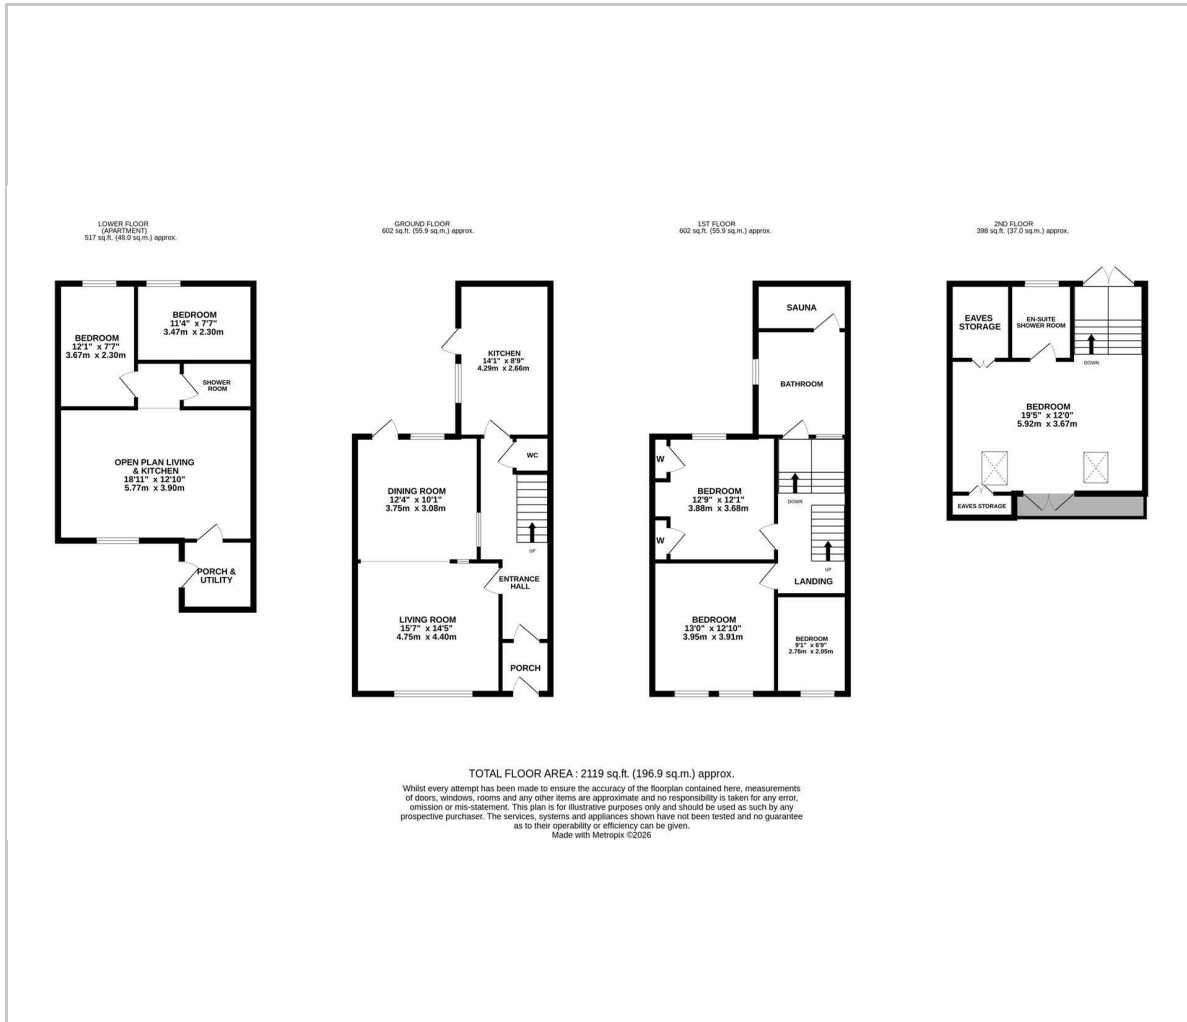 LOWER FLOOR
(APARTMENT)
517 sq.ft. (48.0 sq.m.) approx.
BEDROOM
11'4" x 7'7"
3.47m x 2.30m
BEDROOM
12'1" x 7'7"
3.67m x 2.30m
SHOWER
ROOM
OPEN PLAN LIVING
& KITCHEN
18'11" x 12'10"
5.77m x 3.90m
PORCH &
UTILITY
GROUND FLOOR
602 sq.ft. (55.9 sq.m.) approx.
KITCHEN
14'1" x 8'9"
4.29m x 2.66m
WC
DINING ROOM
12'4" x 10'1"
3.75m x 3.08m
UP
ENTRANCE
HALL
LIVING ROOM
15'7" x 14'5"
4.75m x 4.40m
PORCH
1ST FLOOR
602 sq.ft. (55.9 sq.m.) approx.
SAUNA
BATHROOM
W
BEDROOM
12'9" x 12'1"
3.88m x 3.68m
DOWN
W
UP
LANDING
BEDROOM
13'0" x 12'10"
3.95m x 3.91m
BEDROOM
9'1" x 6'9"
2.76m x 2.05m
2ND FLOOR
398 sq.ft. (37.0 sq.m.) approx.
EAVES
STORAGE
EN-SUITE
SHOWER ROOM
DOWN
BEDROOM
19'5" x 12'0"
5.92m x 3.67m
EAVES STORAGE
TOTAL FLOOR AREA : 2119 sq.ft. (196.9 sq.m.) approx.
Whilst every attempt has been made to ensure the accuracy of the floorplan contained here, measurements
of doors, windows, rooms and any other items are approximate and no responsibility is taken for any error,
omission or mis-statement. This plan is for illustrative purposes only and should be used as such by any
prospective purchaser. The services, systems and appliances shown have not been tested and no guarantee
as to their operability or efficiency can be given.
Made with Metropix ©2026